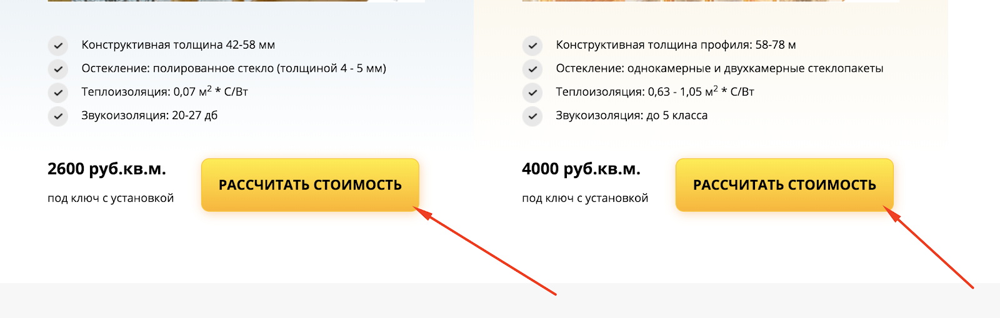 Конструктивная толщина 42-58 мм
Остекление: полированное стекло (толщиной 4 - 5 мм)
Теплоизоляция: 0,07 м² * С/Вт
Звукоизоляция: 20-27 дб
2600 руб.кв.м.
под ключ с установкой
РАССЧИТАТЬ СТОИМОСТЬ
Конструктивная толщина профиля: 58-78 м
Остекление: однокамерные и двухкамерные стеклопакеты
Теплоизоляция: 0,63 - 1,05 м² * С/Вт
Звукоизоляция: до 5 класса
4000 руб.кв.м.
под ключ с установкой
РАССЧИТАТЬ СТОИМОСТЬ